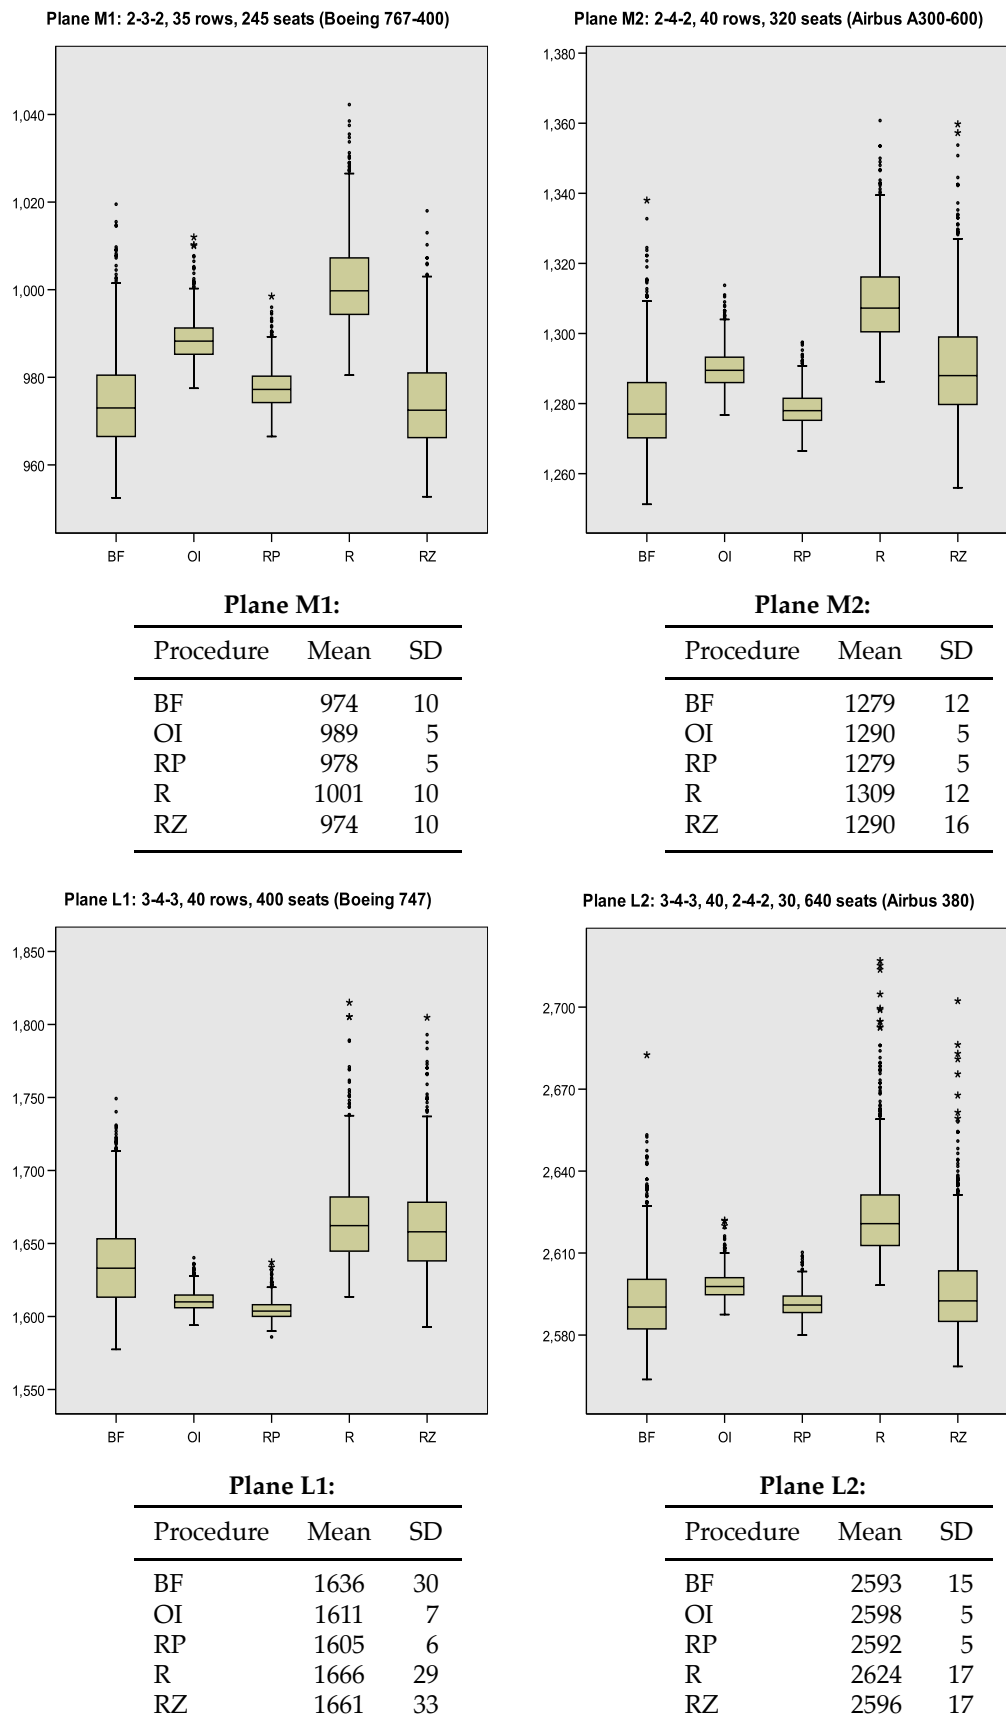 Plane M1: 2-3-2, 35 rows, 245 seats (Boeing 767-400)
1,040
1,020
1,000
980
960
BF OI RP R RZ
Plane M1:
Procedure Mean SD
BF 974 10
OI 989 5
RP 978 5
R 1001 10
RZ 974 10
Plane M2: 2-4-2, 40 rows, 320 seats (Airbus A300-600)
1,380
1,360
1,340
1,320
1,300
1,280
1,260
BF OI RP R RZ
Plane M2:
Procedure Mean SD
BF 1279 12
OI 1290 5
RP 1279 5
R 1309 12
RZ 1290 16
Plane L1: 3-4-3, 40 rows, 400 seats (Boeing 747)
1,850
1,800
1,750
1,700
1,650
1,600
1,550
BF OI RP R RZ
Plane L1:
Procedure Mean SD
BF 1636 30
OI 1611 7
RP 1605 6
R 1666 29
RZ 1661 33
Plane L2: 3-4-3, 40, 2-4-2, 30, 640 seats (Airbus 380)
2,700
2,670
2,640
2,610
2,580
BF OI RP R RZ
Plane L2:
Procedure Mean SD
BF 2593 15
OI 2598 5
RP 2592 5
R 2624 17
RZ 2596 17